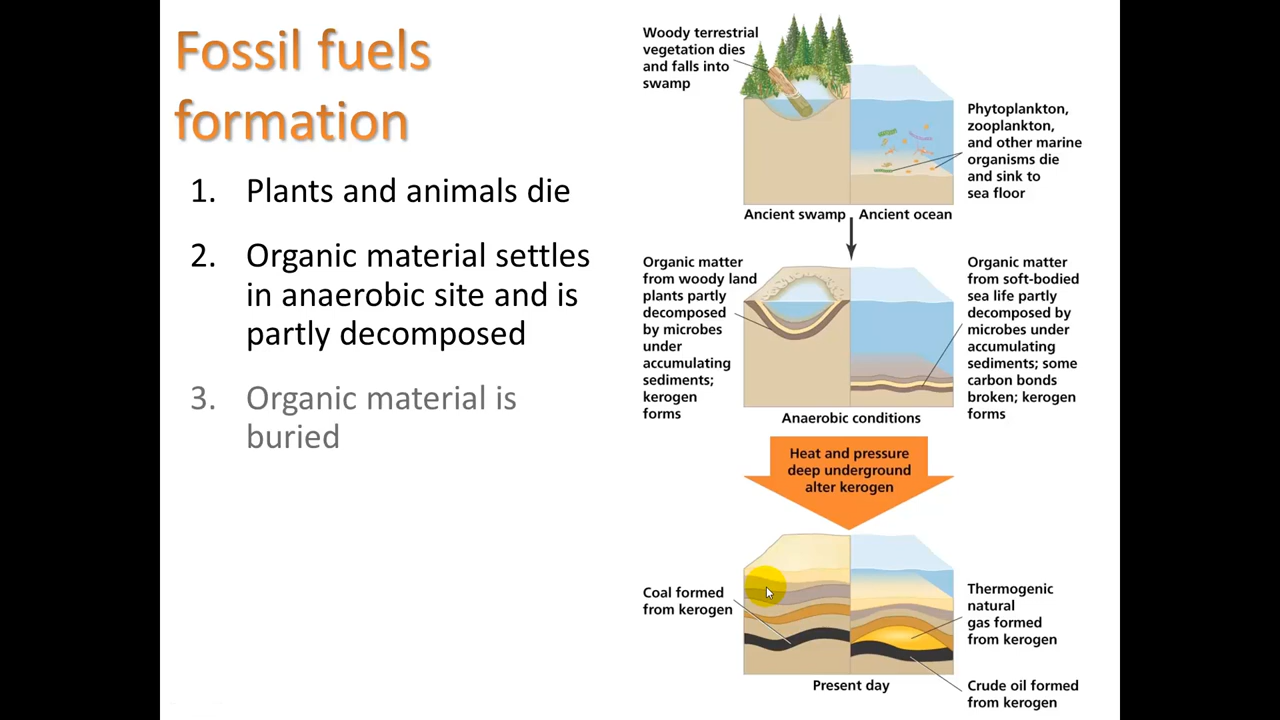 Fossil fuels
formation
1. Plants and animals die
2. Organic material settles
in anaerobic site and is
partly decomposed
3. Organic material is
buried
Woody terrestrial
vegetation dies
and falls into
swamp
Phytoplankton,
zooplankton,
and other marine
organisms die
and sink to
sea floor
Ancient swamp
Ancient ocean
Organic matter
from woody land
plants partly
decomposed
by microbes
under
accumulating
sediments;
kerogen
forms
Organic matter
from soft-bodied
sea life partly
decomposed by
microbes under
accumulating
sediments; some
carbon bonds
broken; kerogen
forms
Anaerobic conditions
Heat and pressure
deep underground
alter kerogen
Coal formed
from kerogen
Thermogenic
natural
gas formed
from kerogen
Present day
Crude oil formed
from kerogen